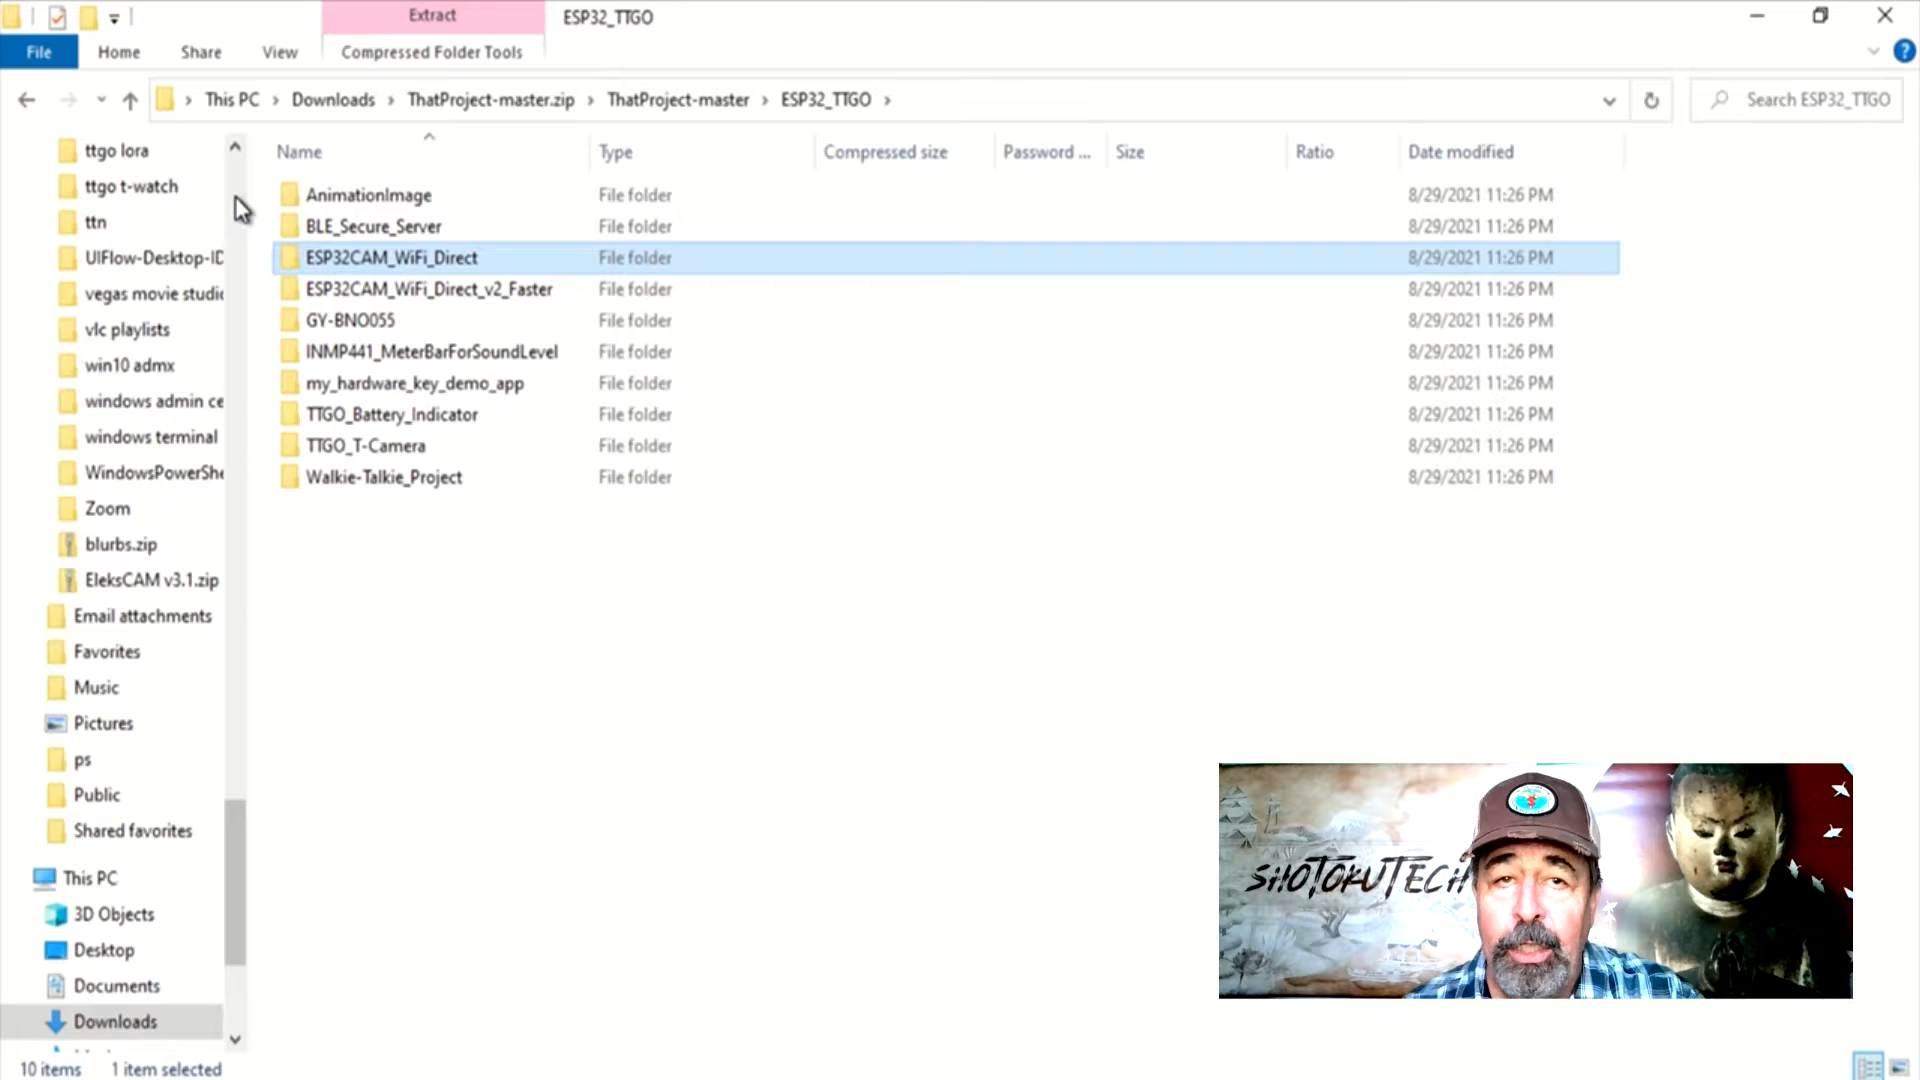 Extract
ESP32_TTGO
File
Home
Share
View
Compressed Folder Tools
This PC
Downloads
ThatProject-master.zip
ThatProject-master
ESP32_TTGO
Search ESP32_TTGO
ttgo lora
ttgo t-watch
ttn
UIFlow-Desktop-ID
vegas movie studio
vlc playlists
win10 admx
windows admin ce
windows terminal
WindowsPowerShe
Zoom
blurbs.zip
EleksCAM v3.1.zip
Email attachments
Favorites
Music
Pictures
ps
Public
Shared favorites
This PC
3D Objects
Desktop
Documents
Downloads
Name Type Compressed size Password ... Size Ratio Date modified
AnimationImage File folder 8/29/2021 11:26 PM
BLE_Secure_Server File folder 8/29/2021 11:26 PM
ESP32CAM_WiFi_Direct File folder 8/29/2021 11:26 PM
ESP32CAM_WiFi_Direct_v2_Faster File folder 8/29/2021 11:26 PM
GY-BNO055 File folder 8/29/2021 11:26 PM
INMP441_MeterBarForSoundLevel File folder 8/29/2021 11:26 PM
my_hardware_key_demo_app File folder 8/29/2021 11:26 PM
TTGO_Battery_Indicator File folder 8/29/2021 11:26 PM
TTGO_T-Camera File folder 8/29/2021 11:26 PM
Walkie-Talkie_Project File folder 8/29/2021 11:26 PM
SHOTOKUTECH
10 items 1 item selected